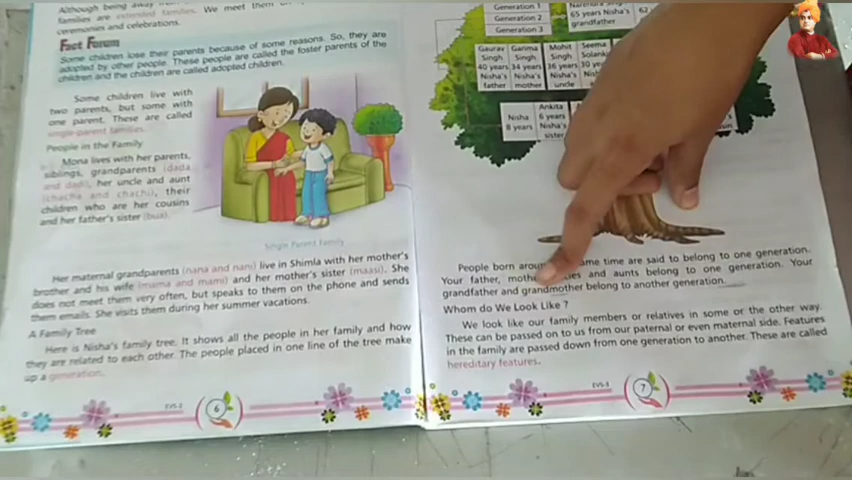 Although being away
families are extended families. We meet them
ceremonies and celebrations.
Fact Forum
Some children lose their parents because of some reasons. So, they are
adopted by other people. These people are called the foster parents of the
children and the children are called adopted children.
Some children live with
two parents, but some with
one parent. These are called
single-parent families.
People in the Family
Mona lives with her parents,
siblings, grandparents (dada
and dadi), her uncle and aunt
(chacha and chachi), their
children who are her cousins
and her father's sister (bua).
Single Parent Family
Her maternal grandparents (nana and nani) live in Shimla with her mother's
brother and his wife (mama and mami) and her mother's sister (maasi). She
does not meet them very often, but speaks to them on the phone and sends
them emails. She visits them during her summer vacations.
A Family Tree
Here is Nisha's family tree. It shows all the people in her family and how
they are related to each other. The people placed in one line of the tree make
up a generation.
EVS-3
6
Generation 1
Generation 2
Generation 3
65 years Nisha's
grandfather
62
Gaurav Singh 40 years Nisha's father
Garima Singh 34 years Nisha's mother
Mohit Singh 36 years Nisha's uncle
Seema Solanki 30
Nisha 8 years
Ankita 6 years Nisha's sister
People born
time are said to belong to one generation.
Your father,
and aunts belong to one generation. Your
grandfather and grandmother belong to another generation.
Whom do We Look Like ?
We look like our family members or relatives in some or the other way.
These can be passed on to us from our paternal or even maternal side. Features
in the family are passed down from one generation to another. These are called
hereditary features.
EVS-3
7